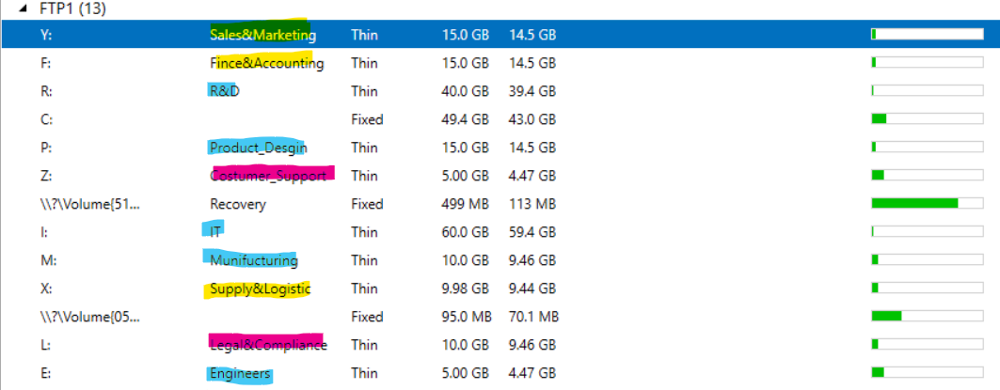 FTP1 (13)
Y: Sales&Marketing Thin 15.0 GB 14.5 GB
F: Fince&Accounting Thin 15.0 GB 14.5 GB
R: R&D Thin 40.0 GB 39.4 GB
C: Fixed 49.4 GB 43.0 GB
P: Product_Desgin Thin 15.0 GB 14.5 GB
Z: Costumer_Support Thin 5.00 GB 4.47 GB
\\?\Volume{51... Recovery Fixed 499 MB 113 MB
I: IT Thin 60.0 GB 59.4 GB
M: Munifucturing Thin 10.0 GB 9.46 GB
X: Supply&Logistic Thin 9.98 GB 9.44 GB
\\?\Volume{05... Fixed 95.0 MB 70.1 MB
L: Legal&Compliance Thin 10.0 GB 9.46 GB
E: Engineers Thin 5.00 GB 4.47 GB